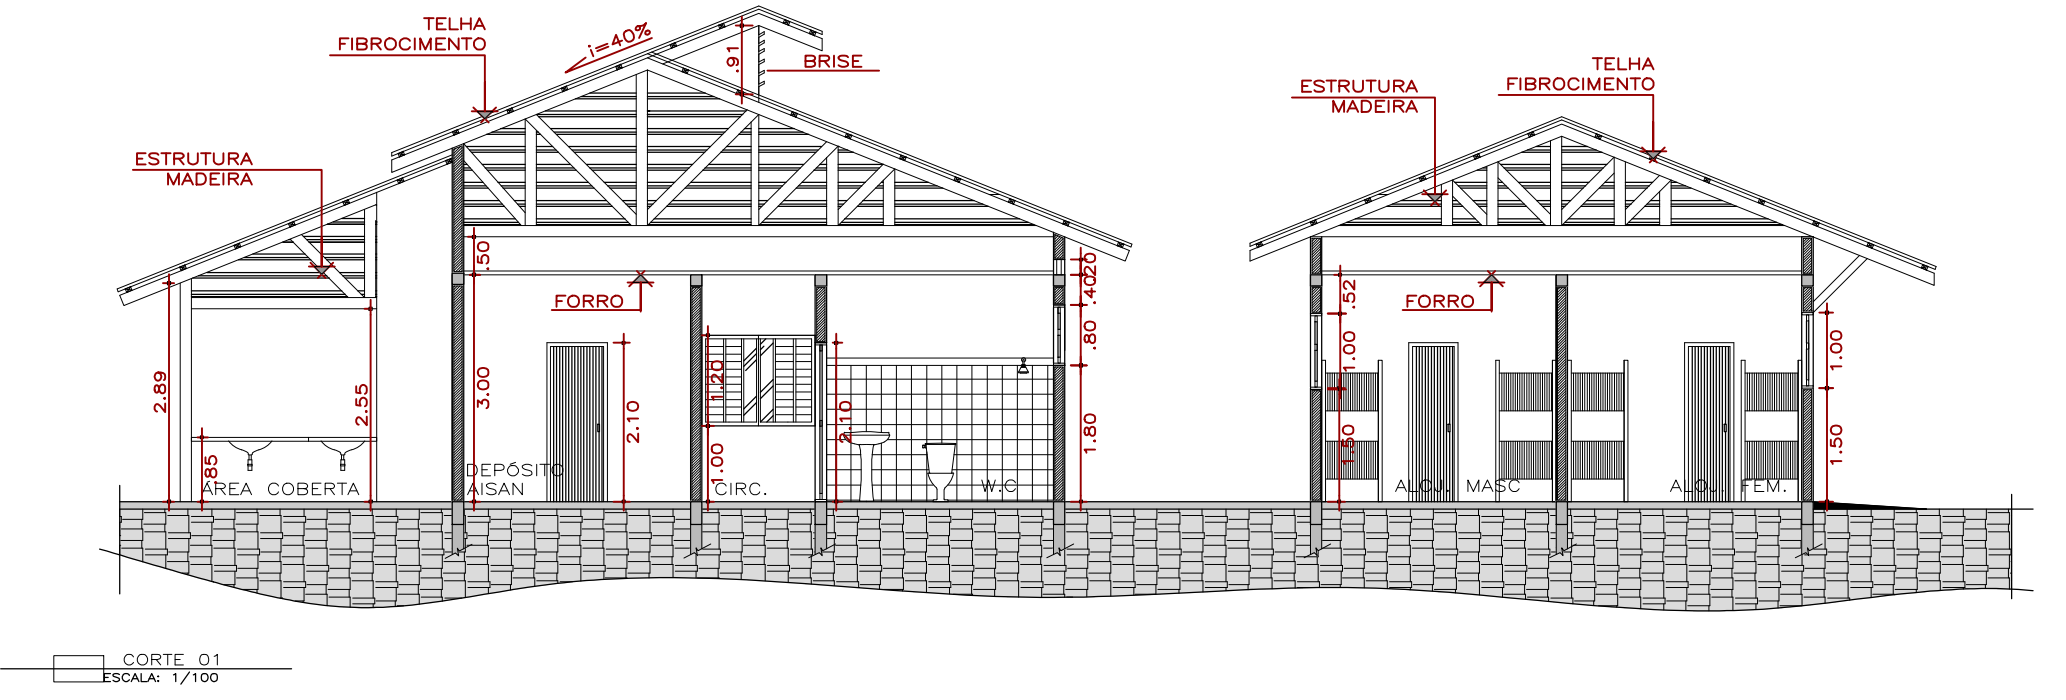 TELHA
FIBROCIMENTO
i=40%
.91
BRISE
ESTRUTURA
MADEIRA
TELHA
FIBROCIMENTO
ESTRUTURA
MADEIRA
.50
.20
.40
FORRO
FORRO
.52
.80
1.00
1.00
2.89
2.55
3.00
2.10
1.20
2.10
1.80
.85
1.00
1.50
1.50
ÁREA COBERTA
DEPÓSITO
AISAN
CIRC.
W.C
ALOJ. MASC
ALOJ. FEM.
CORTE 01
ESCALA: 1/100